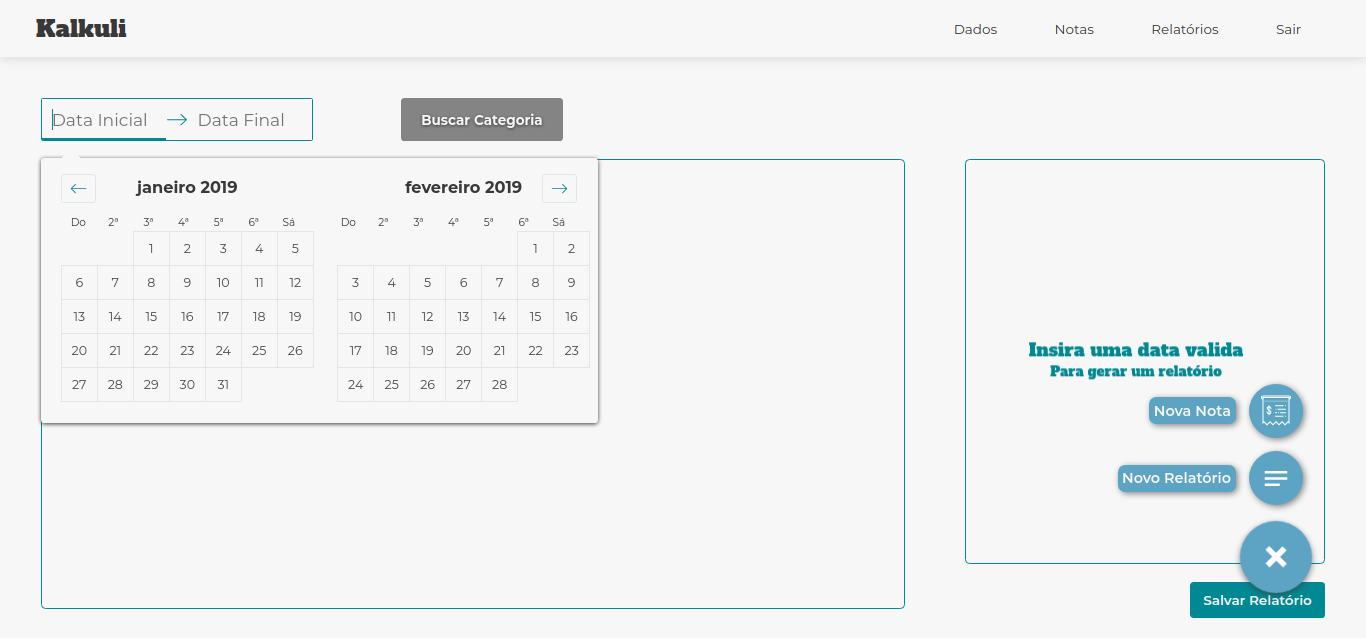 Kalkuli
Dados Notas Relatórios Sair
Data Inicial → Data Final
Buscar Categoria
← janeiro 2019
Do 2ª 3ª 4ª 5ª 6ª Sá
1 2 3 4 5
6 7 8 9 10 11 12
13 14 15 16 17 18 19
20 21 22 23 24 25 26
27 28 29 30 31
fevereiro 2019 →
Do 2ª 3ª 4ª 5ª 6ª Sá
1 2
3 4 5 6 7 8 9
10 11 12 13 14 15 16
17 18 19 20 21 22 23
24 25 26 27 28
Insira uma data valida
Para gerar um relatório
Nova Nota
$
Novo Relatório
Salvar Relatório